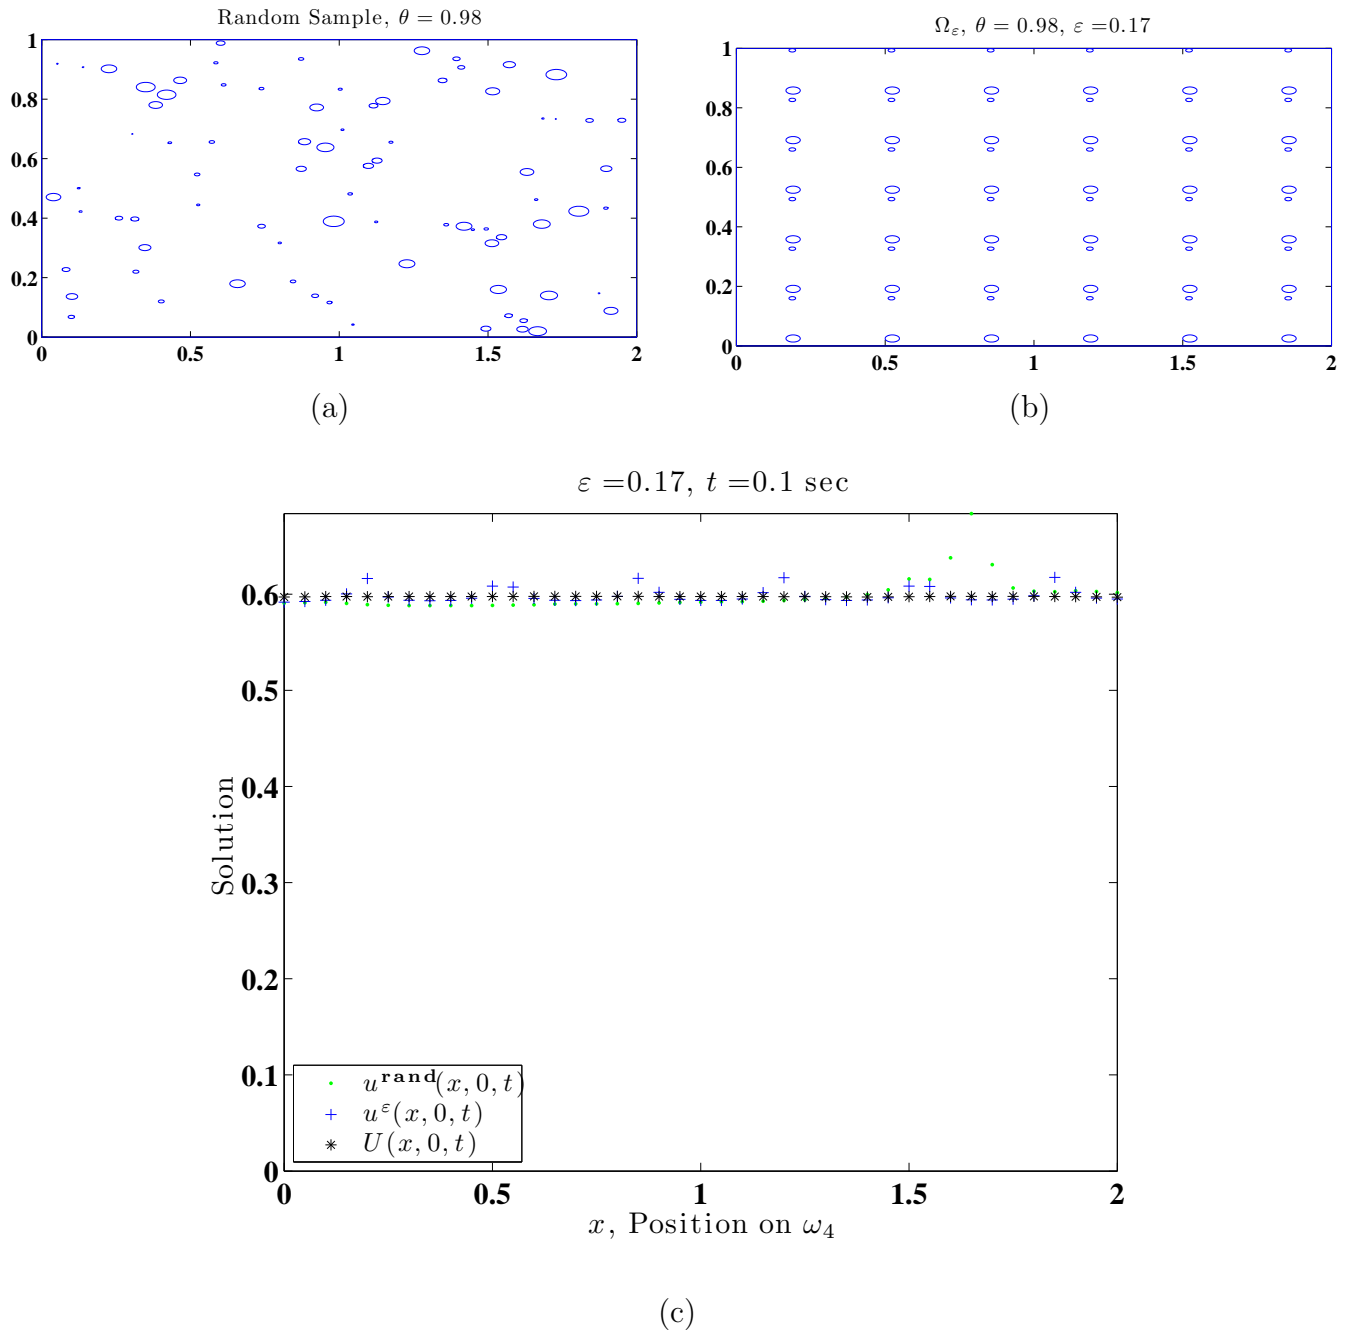 Random Sample, θ = 0.98
1
0.8
0.6
0.4
0.2
0
0 0.5 1 1.5 2
(a)
Ω_ε, θ = 0.98, ε =0.17
1
0.8
0.6
0.4
0.2
0
0 0.5 1 1.5 2
(b)
ε =0.17, t =0.1 sec
0.6
0.5
0.4
0.3
0.2
0.1
0
Solution
u^rand(x, 0, t)
u^ε(x, 0, t)
U(x, 0, t)
0 0.5 1 1.5 2
x, Position on ω₄
(c)